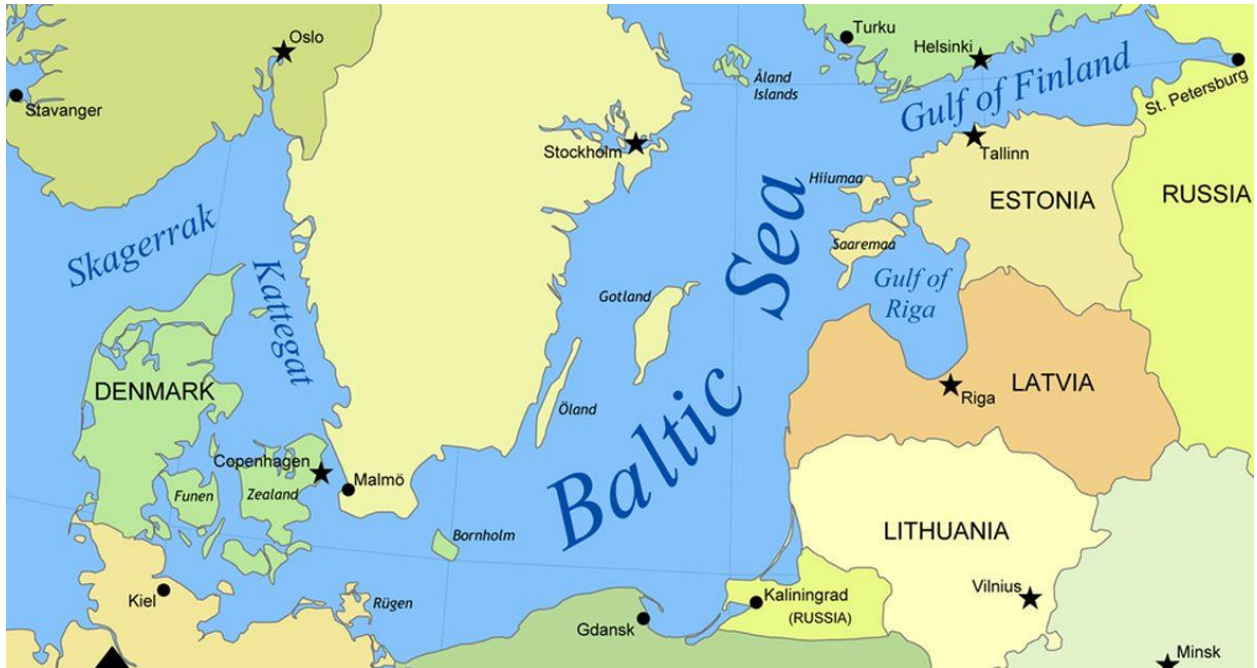 Oslo
Turku
Helsinki
Gulf of Finland
Åland
Islands
Stavanger
St. Petersburg
Stockholm
Tallinn
Hiiumaa
ESTONIA
RUSSIA
Skagerrak
Kattegat
Saaremaa
Gulf of
Riga
Gotland
Baltic Sea
DENMARK
Öland
Riga
LATVIA
Copenhagen
Malmö
Funen
Zealand
Bornholm
LITHUANIA
Kiel
Rügen
Gdansk
Kaliningrad
(RUSSIA)
Vilnius
Minsk